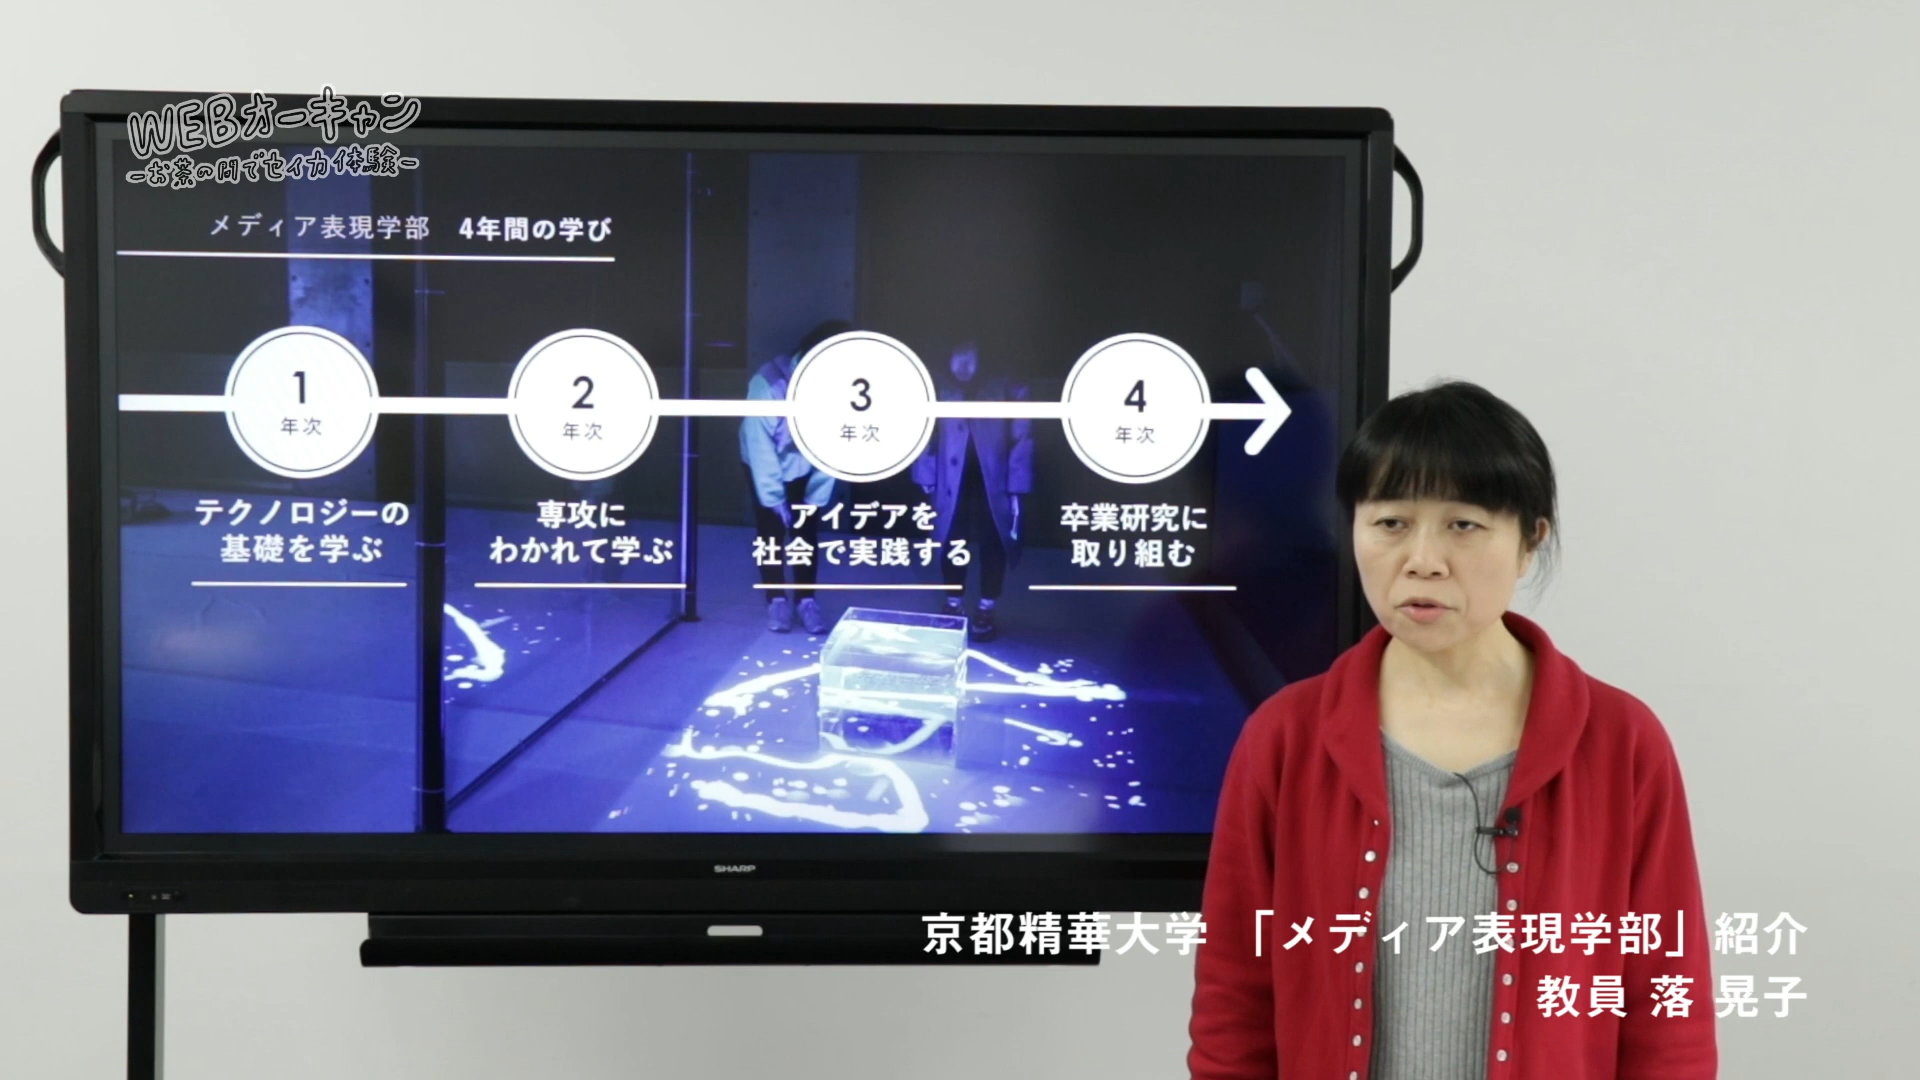 WEBオーキャン
-お茶の間でセイカ体験-
メディア表現学部 4年間の学び
1
年次
2
年次
3
年次
4
年次
テクノロジーの
基礎を学ぶ
専攻に
わかれて学ぶ
アイデアを
社会で実践する
卒業研究に
取り組む
SHARP
京都精華大学 「メディア表現学部」紹介
教員 落 晃子